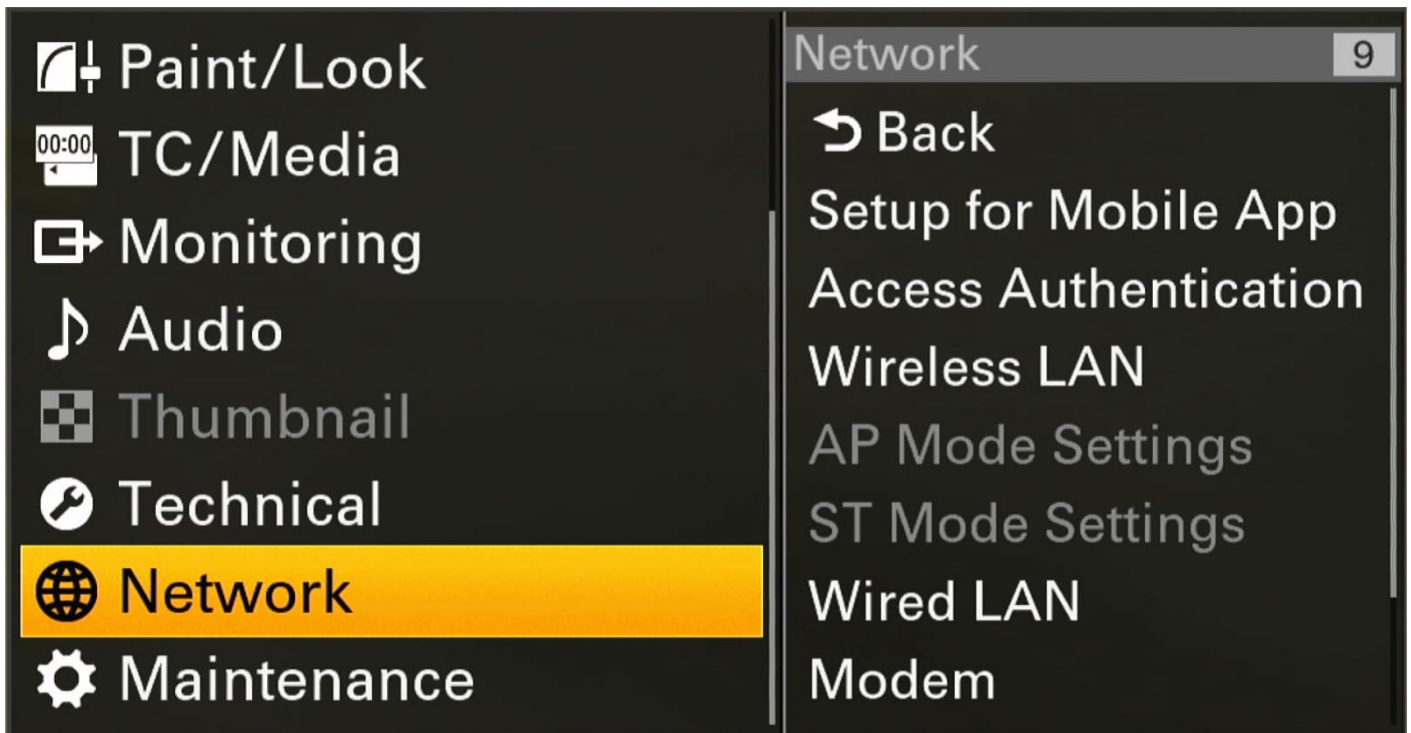 Paint/Look
00:00
TC/Media
Monitoring
Audio
Thumbnail
Technical
Network
Maintenance
Network 9
Back
Setup for Mobile App
Access Authentication
Wireless LAN
AP Mode Settings
ST Mode Settings
Wired LAN
Modem